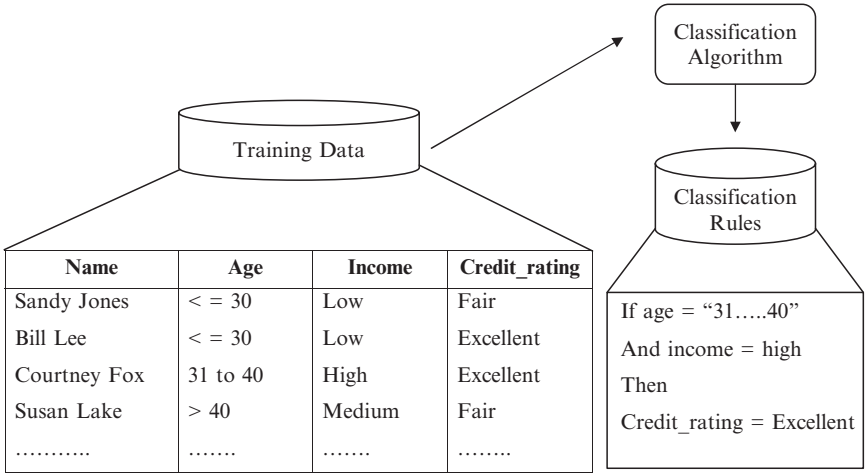 Classification
Algorithm
Training Data
Classification
Rules
Name Age Income Credit_rating
Sandy Jones < = 30 Low Fair
Bill Lee < = 30 Low Excellent
Courtney Fox 31 to 40 High Excellent
Susan Lake > 40 Medium Fair
……….. ……. ……. ……..
If age = “31…..40”
And income = high
Then
Credit_rating = Excellent